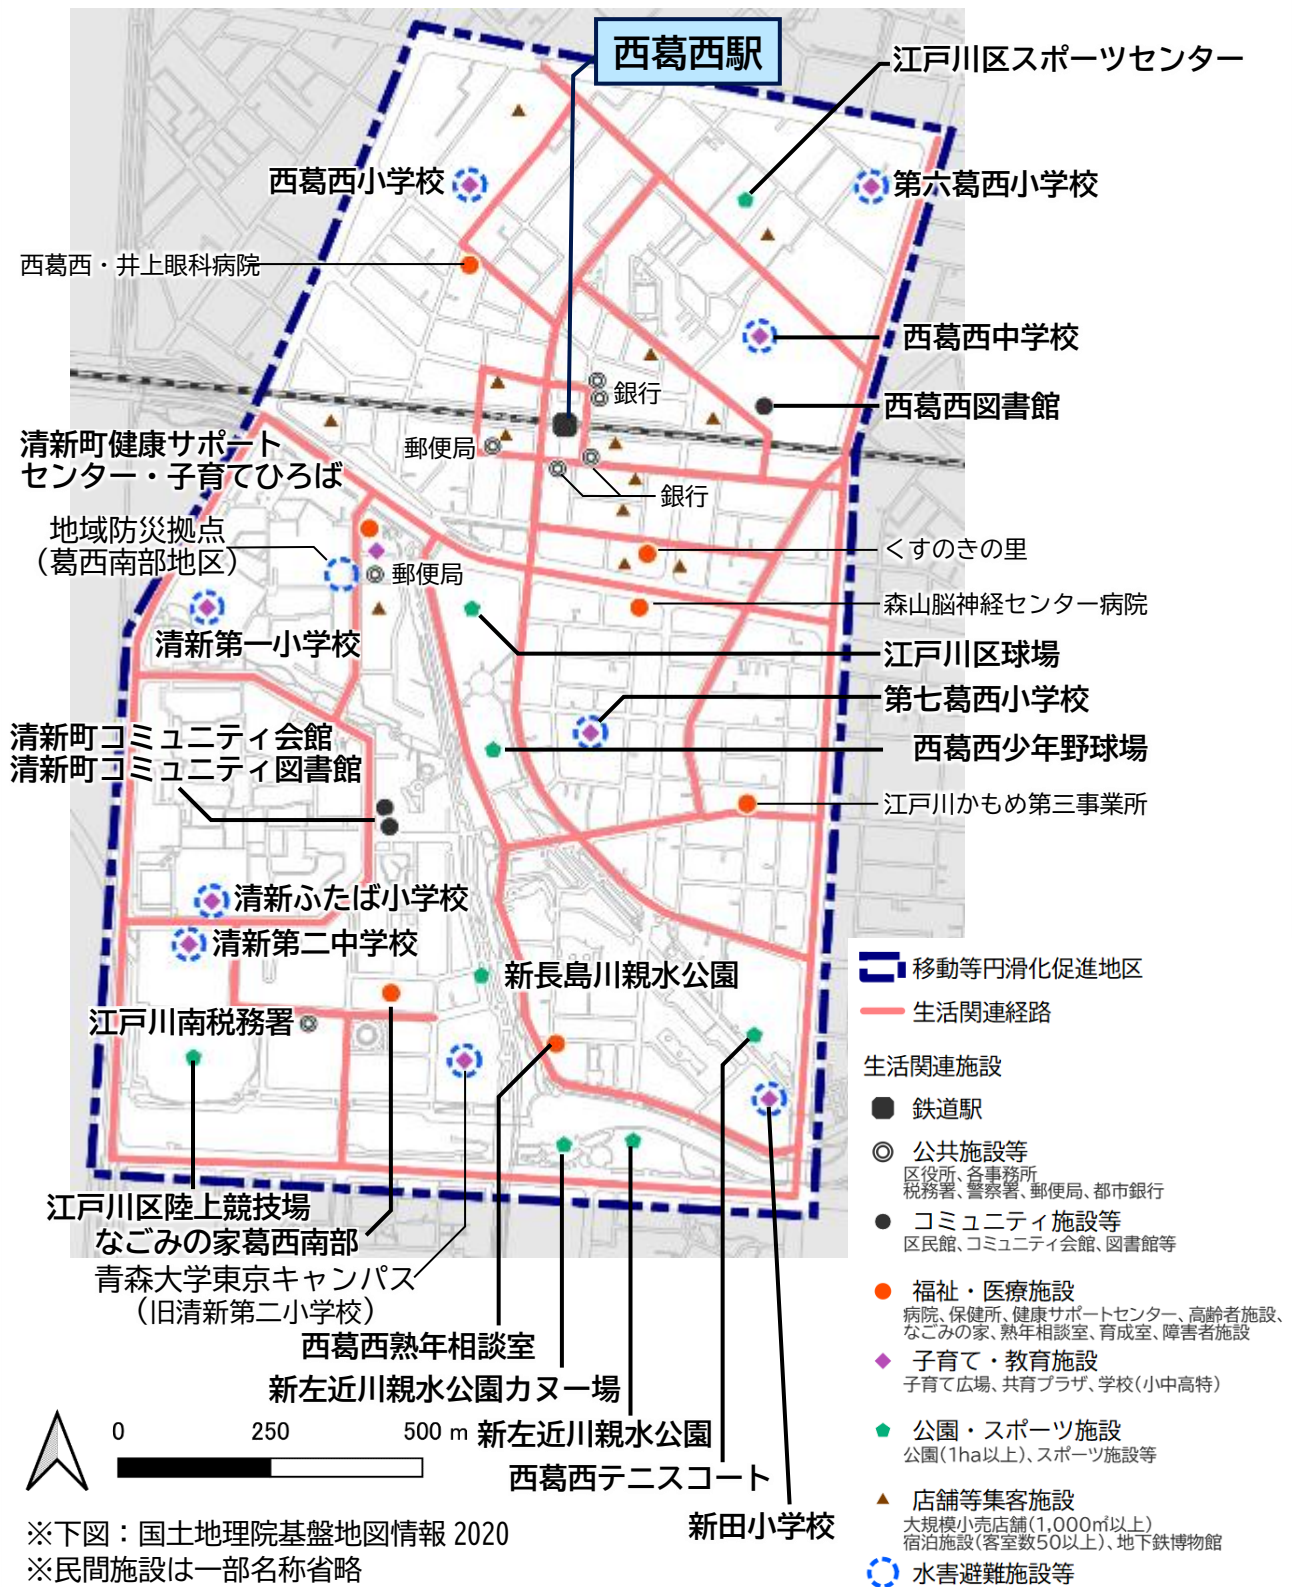 西葛西駅
江戸川区スポーツセンター
西葛西小学校
第六葛西小学校
西葛西・井上眼科病院
西葛西中学校
銀行
西葛西図書館
郵便局
清新町健康サポート
センター・子育てひろば
銀行
地域防災拠点
(葛西南部地区)
くすのきの里
郵便局
森山脳神経センター病院
清新第一小学校
江戸川区球場
第七葛西小学校
清新町コミュニティ会館
清新町コミュニティ図書館
西葛西少年野球場
江戸川かもめ第三事業所
清新ふたば小学校
清新第二中学校
新長島川親水公園
江戸川南税務署
江戸川区陸上競技場
なごみの家葛西南部
青森大学東京キャンパス
(旧清新第二小学校)
西葛西熟年相談室
新左近川親水公園カヌー場
新左近川親水公園
西葛西テニスコート
新田小学校
移動等円滑化促進地区
生活関連経路
生活関連施設
鉄道駅
公共施設等
区役所、各事務所
税務署、警察署、郵便局、都市銀行
コミュニティ施設等
区民館、コミュニティ会館、図書館等
福祉・医療施設
病院、保健所、健康サポートセンター、高齢者施設、
なごみの家、熟年相談室、育成室、障害者施設
子育て・教育施設
子育て広場、共育プラザ、学校(小中高特)
公園・スポーツ施設
公園(1ha以上)、スポーツ施設等
店舗等集客施設
大規模小売店舗(1,000㎡以上)
宿泊施設(客室数50以上)、地下鉄博物館
水害避難施設等
0 250 500 m
※下図：国土地理院基盤地図情報 2020
※民間施設は一部名称省略